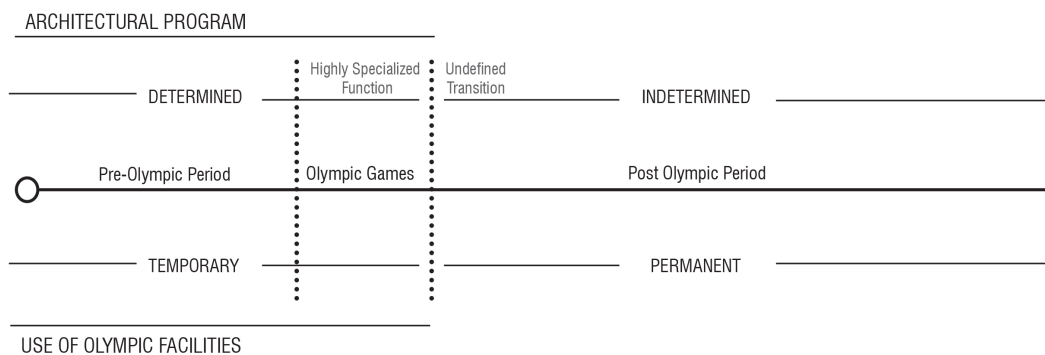 ARCHITECTURAL PROGRAM
Highly Specialized
Function
Undefined
Transition
DETERMINED
INDETERMINED
Pre-Olympic Period
Olympic Games
Post Olympic Period
TEMPORARY
PERMANENT
USE OF OLYMPIC FACILITIES